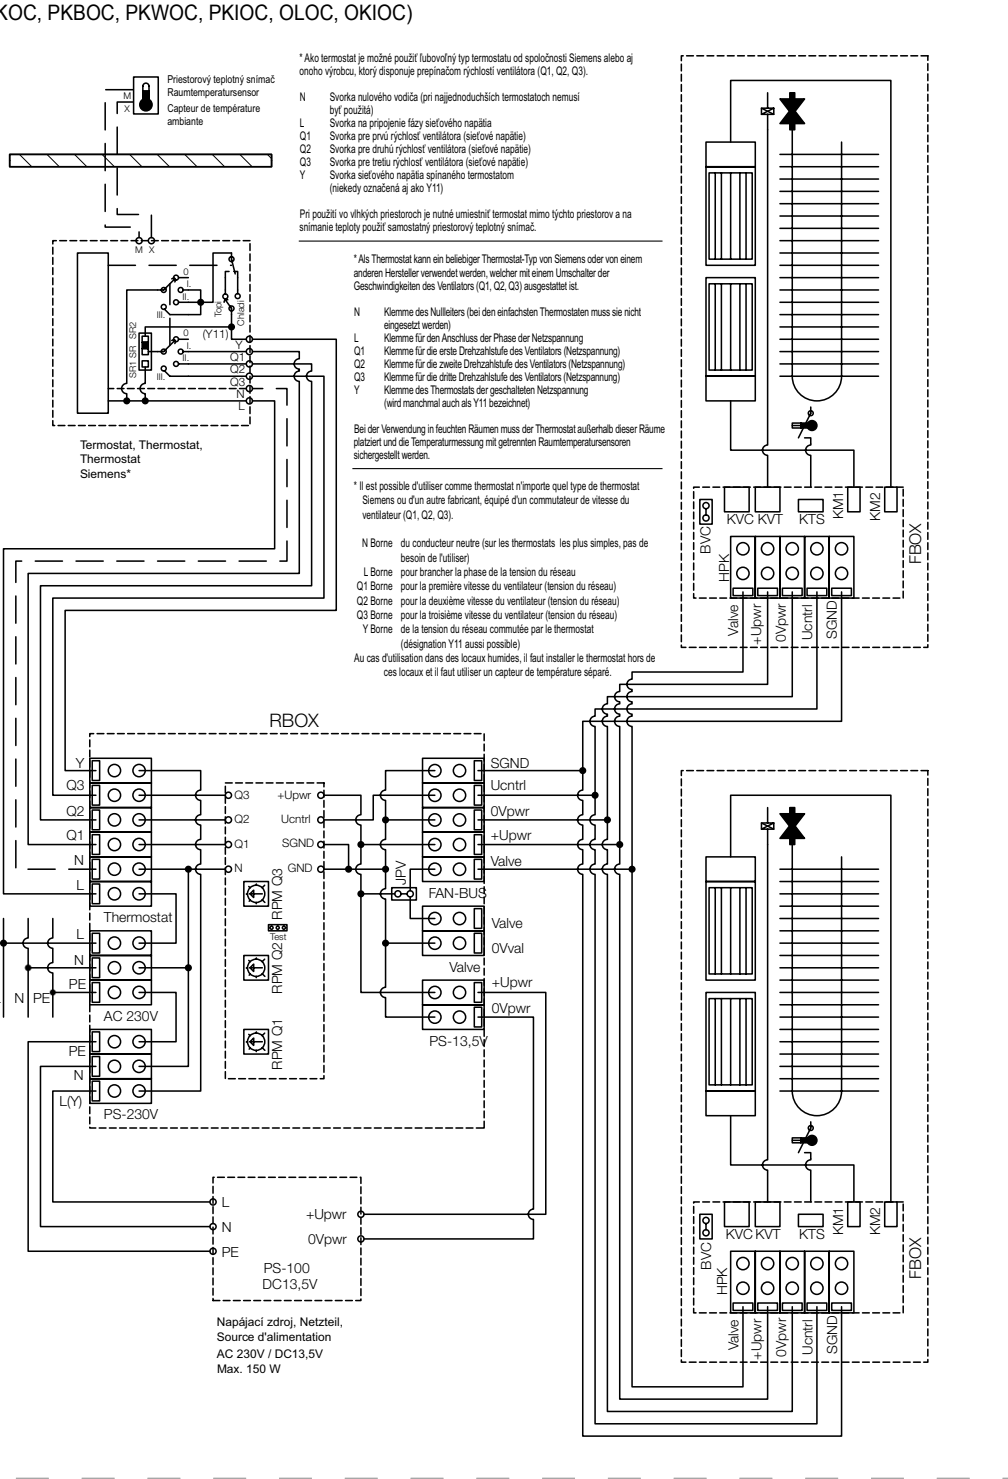 KOC, PKBOC, PKWOC, PKIOC, OLOC, OKIOC)
Priestorový teplotný snímač
Raumtemperatursensor
Capteur de température
ambiante
M
X
M X
* Ako termostat je možné použiť ľubovoľný typ termostatu od spoločnosti Siemens alebo aj
onoho výrobcu, ktorý disponuje prepínačom rýchlostí ventilátora (Q1, Q2, Q3).
N Svorka nulového vodiča (pri najjednoduchších termostatoch nemusí
byť použitá)
L Svorka na pripojenie fázy sieťového napätia
Q1 Svorka pre prvú rýchlosť ventilátora (sieťové napätie)
Q2 Svorka pre druhú rýchlosť ventilátora (sieťové napätie)
Q3 Svorka pre tretiu rýchlosť ventilátora (sieťové napätie)
Y Svorka sieťového napätia spínaného termostatom
(niekedy označená aj ako Y11)
Pri použití vo vlhkých priestoroch je nutné umiestniť termostat mimo týchto priestorov a na
snímanie teploty použiť samostatný priestorový teplotný snímač.
* Als Thermostat kann ein beliebiger Thermostat-Typ von Siemens oder von einem
anderen Hersteller verwendet werden, welcher mit einem Umschalter der
Geschwindigkeiten des Ventilators (Q1, Q2, Q3) ausgestattet ist.
N Klemme des Nullleiters (bei den einfachsten Thermostaten muss sie nicht
eingesetzt werden)
L Klemme für den Anschluss der Phase der Netzspannung
Q1 Klemme für die erste Drehzahlstufe des Ventilators (Netzspannung)
Q2 Klemme für die zweite Drehzahlstufe des Ventilators (Netzspannung)
Q3 Klemme für die dritte Drehzahlstufe des Ventilators (Netzspannung)
Y Klemme des Thermostats der geschalteten Netzspannung
(wird manchmal auch als Y11 bezeichnet)
Bei der Verwendung in feuchten Räumen muss der Thermostat außerhalb dieser Räume
platziert und die Temperaturmessung mit getrennten Raumtemperatursensoren
sichergestellt werden.
* Il est possible d'utiliser comme thermostat n'importe quel type de thermostat
Siemens ou d'un autre fabricant, équipé d'un commutateur de vitesse du
ventilateur (Q1, Q2, Q3).
N Borne du conducteur neutre (sur les thermostats les plus simples, pas de
besoin de l'utiliser)
L Borne pour brancher la phase de la tension du réseau
Q1 Borne pour la première vitesse du ventilateur (tension du réseau)
Q2 Borne pour la deuxième vitesse du ventilateur (tension du réseau)
Q3 Borne pour la troisième vitesse du ventilateur (tension du réseau)
Y Borne de la tension du réseau commutée par le thermostat
(désignation Y11 aussi possible)
Au cas d'utilisation dans des locaux humides, il faut installer le thermostat hors de
ces locaux et il faut utiliser un capteur de température séparé.
0
I.
II.
III.
Topí
Chladí
(Y11)
SR1 SR SR2
0
I.
II.
III.
Y
Q1
Q2
Q3
N
L
Termostat, Thermostat,
Thermostat
Siemens*
BVC
KVC KVT KTS KM1 KM2
HPK
FBOX
Valve
+Upwr
0Vpwr
Ucntrl
SGND
RBOX
Y
Q3
Q2
Q1
N
L
Thermostat
L
N
PE
AC 230V
N PE
PE
N
L(Y)
PS-230V
Q3
Q2
Q1
N
+Upwr
Ucntrl
SGND
GND
RPM Q3
Test
RPM Q2
RPM Q1
JPV
SGND
Ucntrl
0Vpwr
+Upwr
Valve
FAN-BUS
Valve
0Vval
Valve
+Upwr
0Vpwr
PS-13,5V
BVC
KVC KVT KTS KM1 KM2
HPK
FBOX
Valve
+Upwr
0Vpwr
Ucntrl
SGND
L
N
PE
+Upwr
0Vpwr
PS-100
DC13,5V
Napájací zdroj, Netzteil,
Source d'alimentation
AC 230V / DC13,5V
Max. 150 W